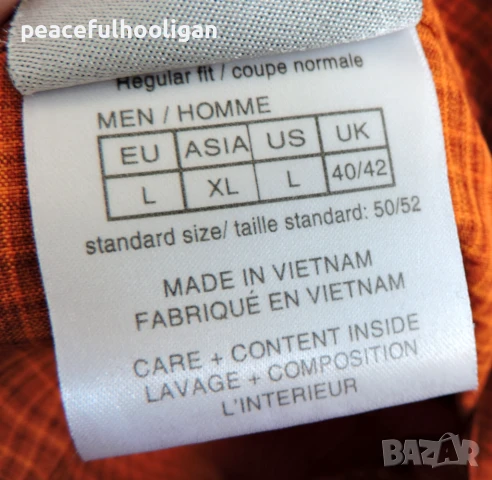 peacefulhooligan
Regular fit / coupe normale
MEN / HOMME
EU ASIA US UK
L XL L 40/42
standard size/ taille standard: 50/52
MADE IN VIETNAM
FABRIQUÉ EN VIETNAM
CARE + CONTENT INSIDE
LAVAGE + COMPOSITION
L'INTERIEUR
BAZAR